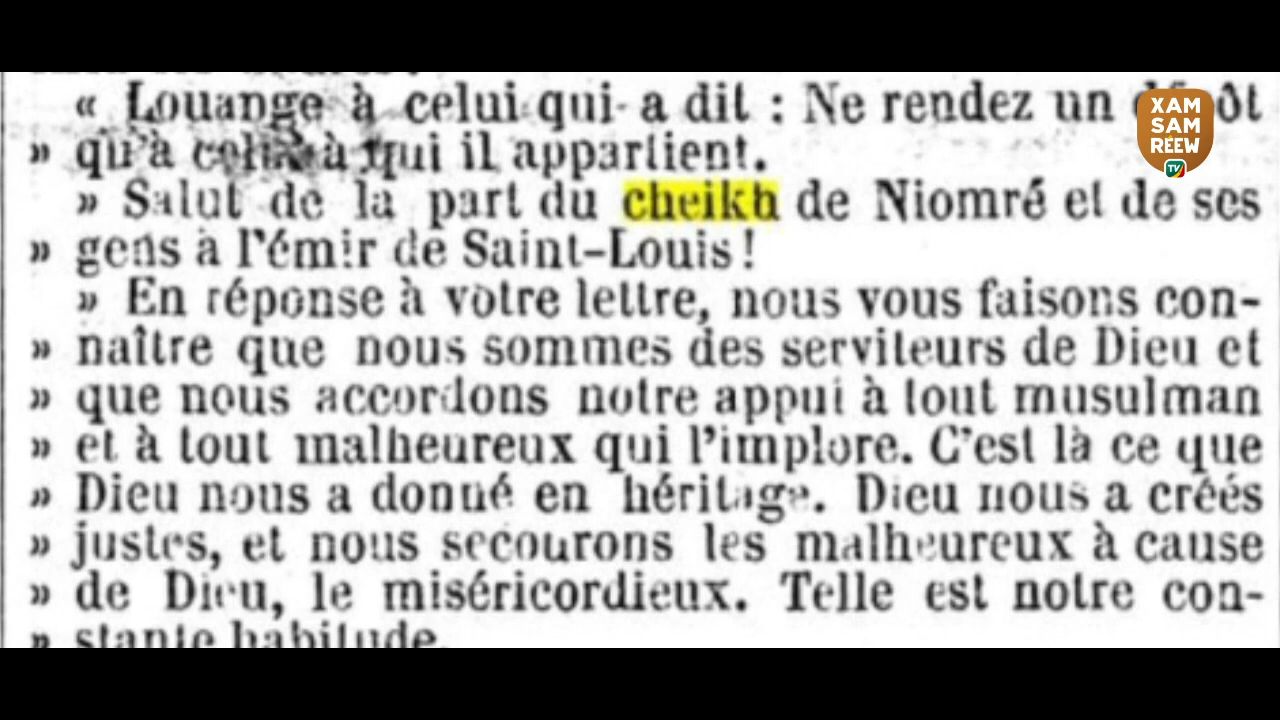 « Louange à celui qui a dit : Ne rendez un dépôt
» qu'à celui à qui il appartient.
» Salut de la part du cheikh de Niomré et de ses
» gens à l'émir de Saint-Louis !
» En réponse à votre lettre, nous vous faisons con-
» naître que nous sommes des serviteurs de Dieu et
» que nous accordons notre appui à tout musulman
» et à tout malheureux qui l'implore. C'est là ce que
» Dieu nous a donné en héritage. Dieu nous a créés
» justes, et nous secourons les malheureux à cause
» de Dieu, le miséricordieux. Telle est notre con-
» stante habitude.
XAM
SAM
RÉEW
TV